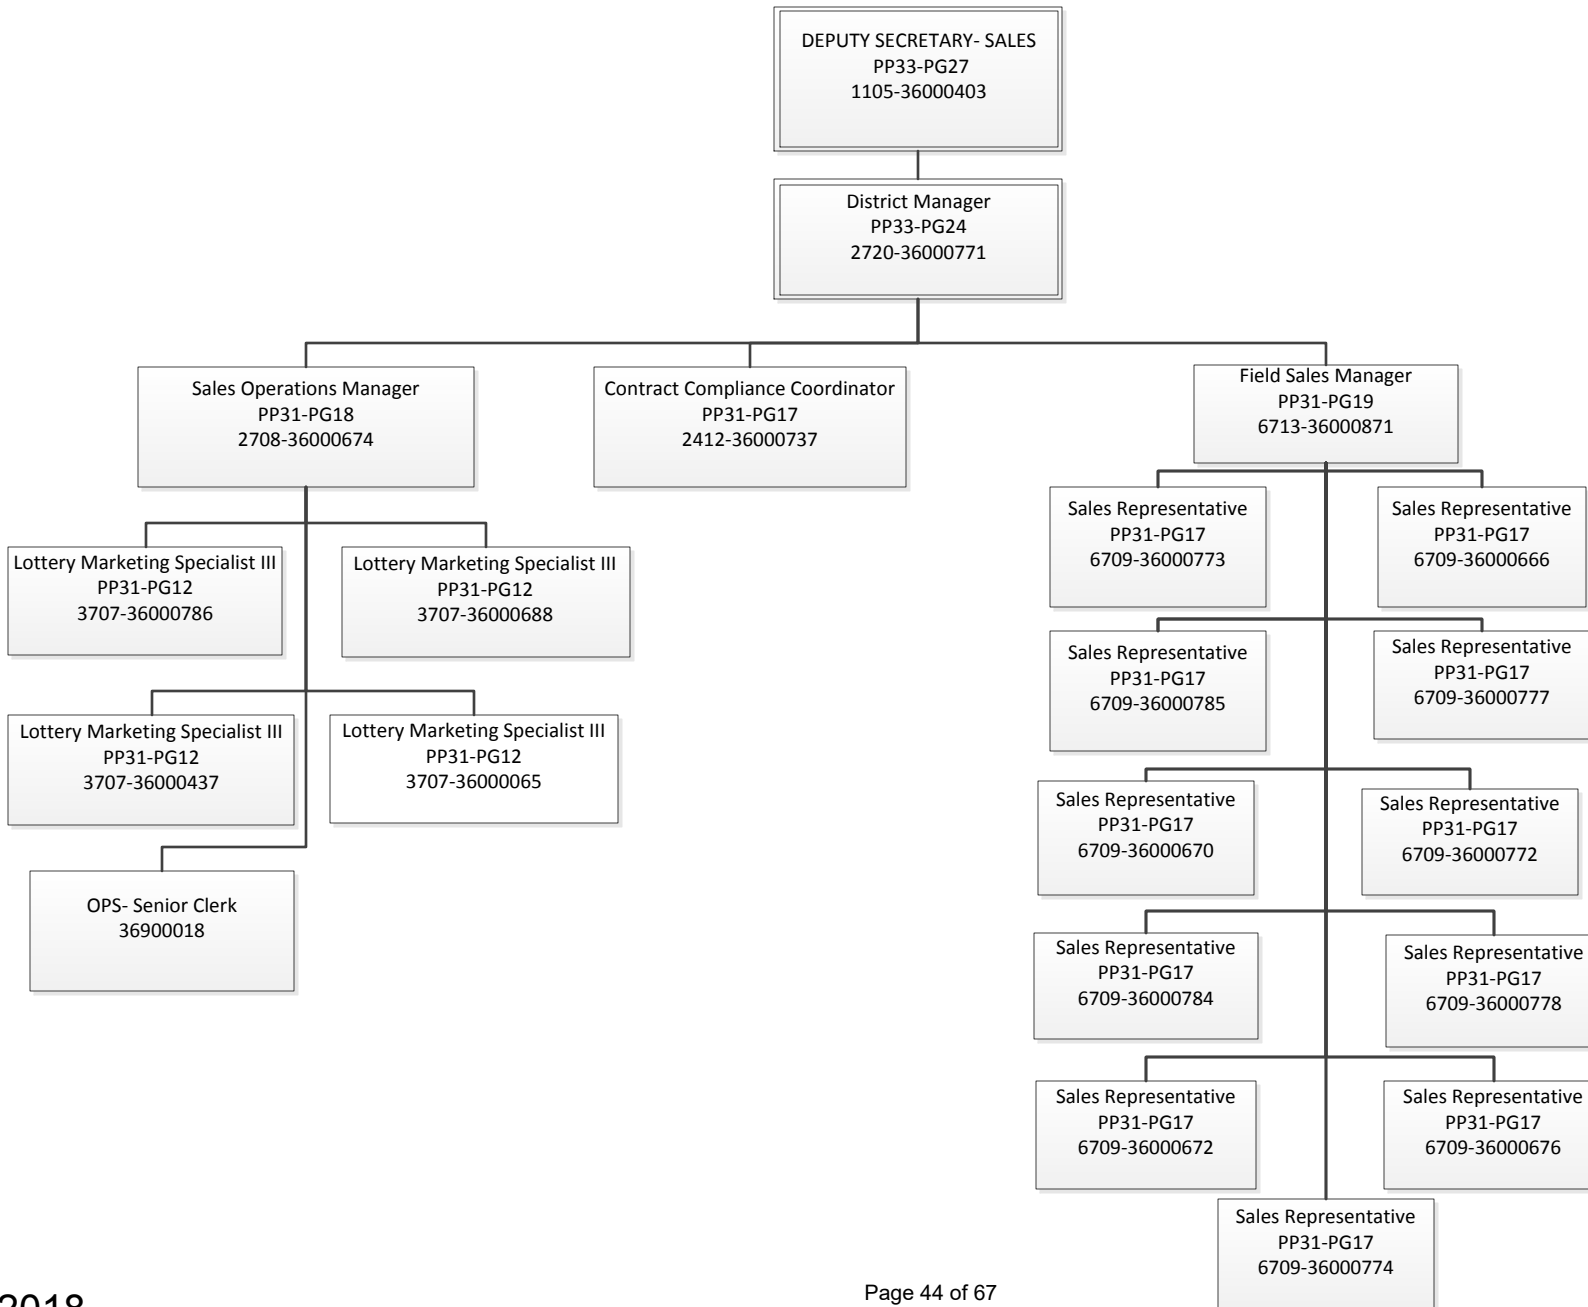 DEPUTY SECRETARY- SALES
PP33-PG27
1105-36000403
District Manager
PP33-PG24
2720-36000771
Sales Operations Manager
PP31-PG18
2708-36000674
Contract Compliance Coordinator
PP31-PG17
2412-36000737
Field Sales Manager
PP31-PG19
6713-36000871
Lottery Marketing Specialist III
PP31-PG12
3707-36000786
Lottery Marketing Specialist III
PP31-PG12
3707-36000688
Lottery Marketing Specialist III
PP31-PG12
3707-36000437
Lottery Marketing Specialist III
PP31-PG12
3707-36000065
OPS- Senior Clerk
36900018
Sales Representative
PP31-PG17
6709-36000773
Sales Representative
PP31-PG17
6709-36000666
Sales Representative
PP31-PG17
6709-36000785
Sales Representative
PP31-PG17
6709-36000777
Sales Representative
PP31-PG17
6709-36000670
Sales Representative
PP31-PG17
6709-36000772
Sales Representative
PP31-PG17
6709-36000784
Sales Representative
PP31-PG17
6709-36000778
Sales Representative
PP31-PG17
6709-36000672
Sales Representative
PP31-PG17
6709-36000676
Sales Representative
PP31-PG17
6709-36000774
Page 44 of 67
2018